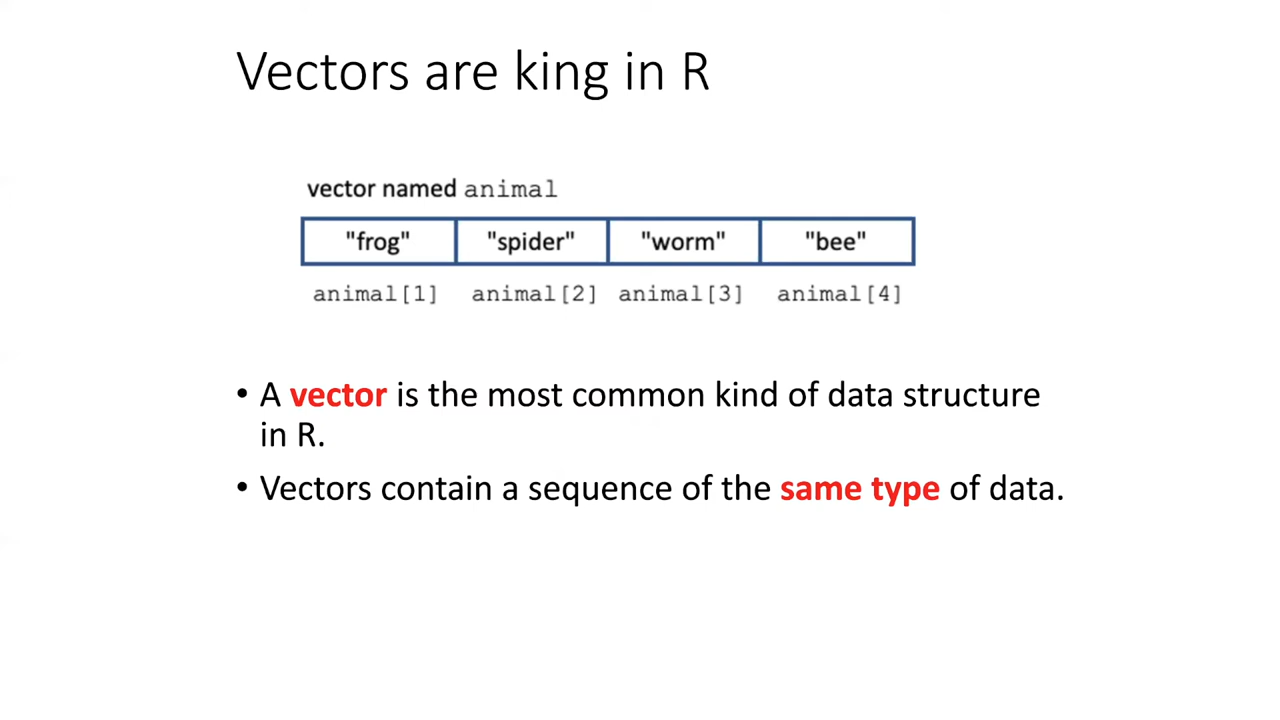 Vectors are king in R
vector named animal
"frog" "spider" "worm" "bee"
animal[1] animal[2] animal[3] animal[4]
• A vector is the most common kind of data structure
in R.
• Vectors contain a sequence of the same type of data.